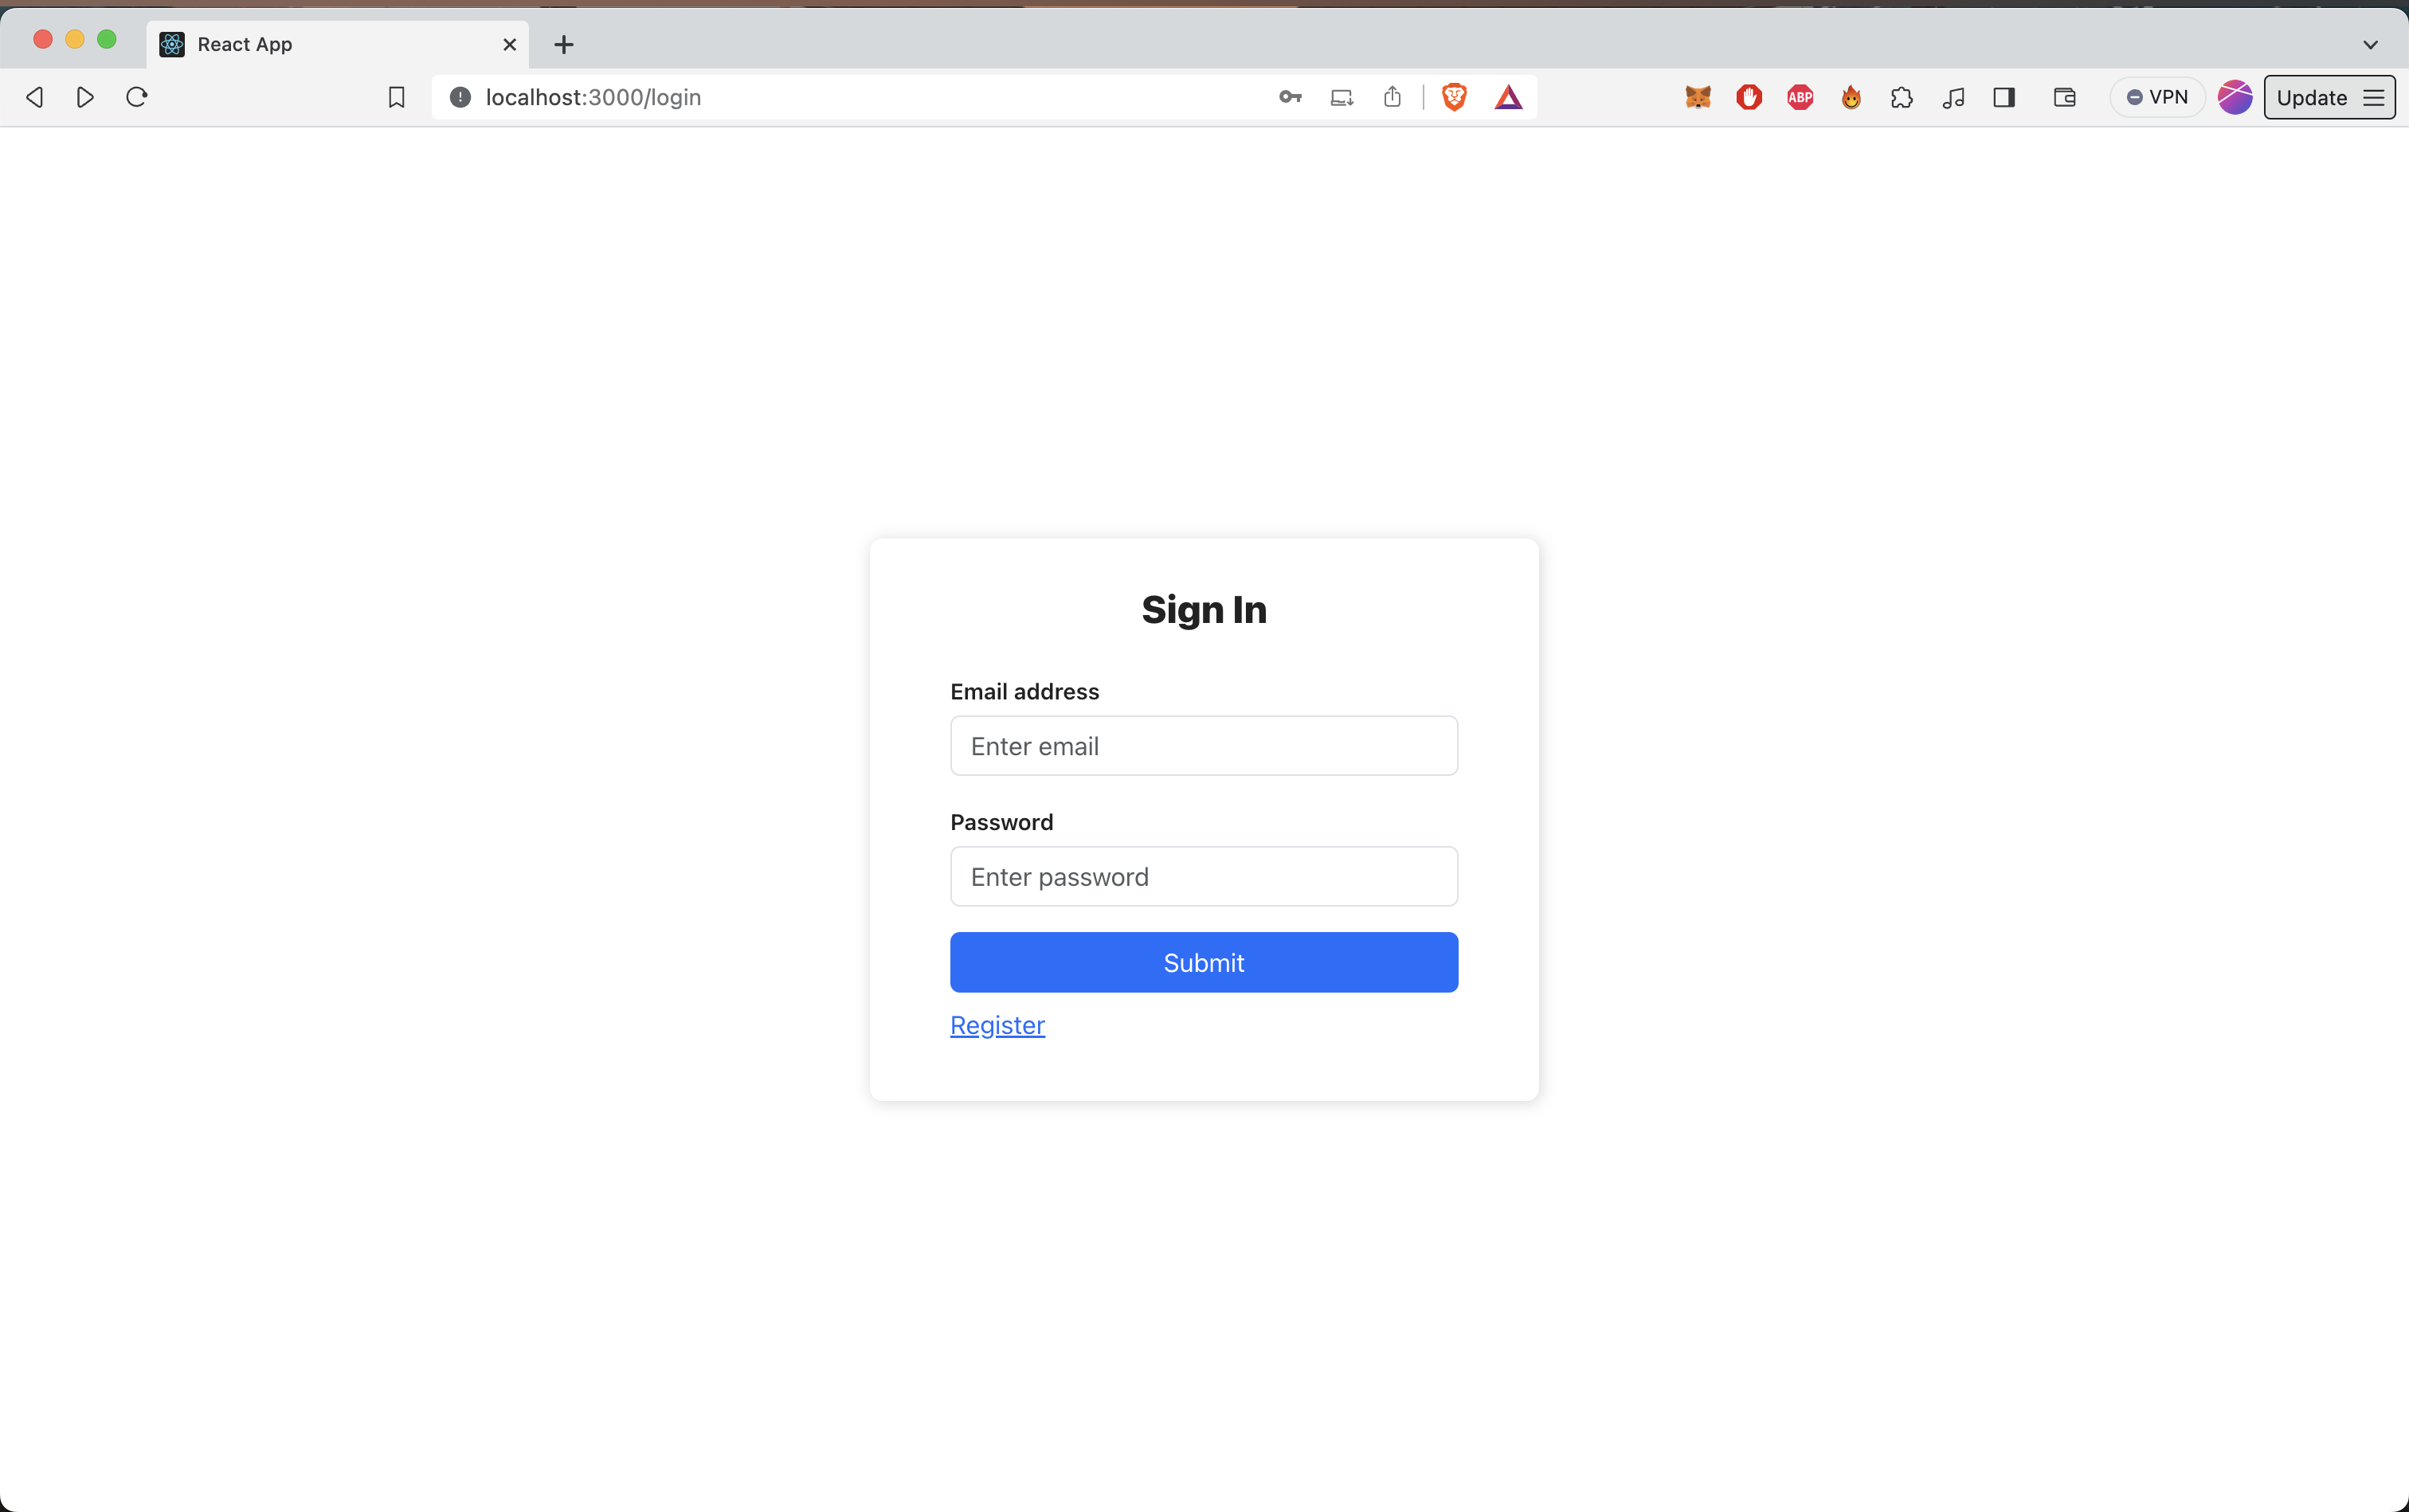 React App
localhost:3000/login
ABP
VPN
Update
Sign In
Email address
Enter email
Password
Enter password
Submit
Register